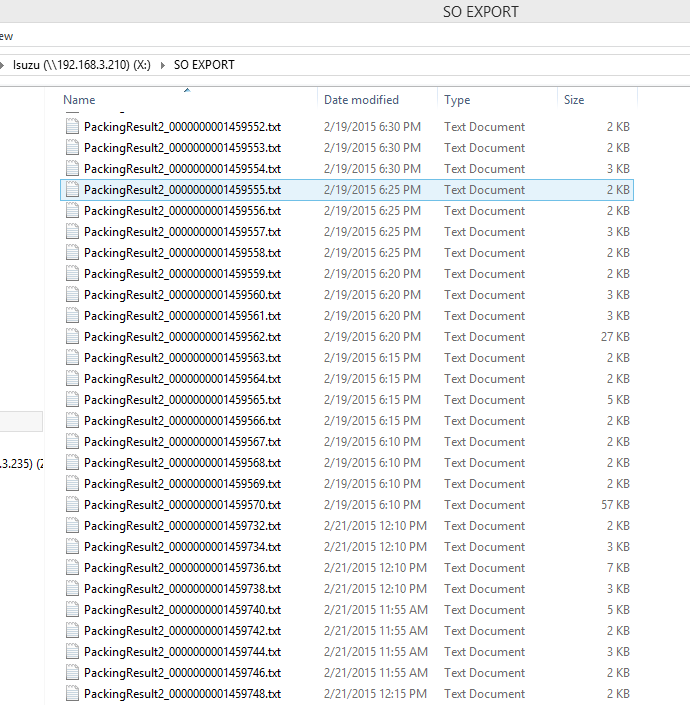 SO EXPORT
ew
Isuzu (\\192.168.3.210) (X:) SO EXPORT
Name Date modified Type Size
PackingResult2_0000000001459552.txt 2/19/2015 6:30 PM Text Document 2 KB
PackingResult2_0000000001459553.txt 2/19/2015 6:30 PM Text Document 2 KB
PackingResult2_0000000001459554.txt 2/19/2015 6:30 PM Text Document 3 KB
PackingResult2_0000000001459555.txt 2/19/2015 6:25 PM Text Document 2 KB
PackingResult2_0000000001459556.txt 2/19/2015 6:25 PM Text Document 2 KB
PackingResult2_0000000001459557.txt 2/19/2015 6:25 PM Text Document 3 KB
PackingResult2_0000000001459558.txt 2/19/2015 6:25 PM Text Document 2 KB
PackingResult2_0000000001459559.txt 2/19/2015 6:20 PM Text Document 2 KB
PackingResult2_0000000001459560.txt 2/19/2015 6:20 PM Text Document 3 KB
PackingResult2_0000000001459561.txt 2/19/2015 6:20 PM Text Document 3 KB
PackingResult2_0000000001459562.txt 2/19/2015 6:20 PM Text Document 27 KB
PackingResult2_0000000001459563.txt 2/19/2015 6:15 PM Text Document 2 KB
PackingResult2_0000000001459564.txt 2/19/2015 6:15 PM Text Document 2 KB
PackingResult2_0000000001459565.txt 2/19/2015 6:15 PM Text Document 5 KB
PackingResult2_0000000001459566.txt 2/19/2015 6:15 PM Text Document 2 KB
PackingResult2_0000000001459567.txt 2/19/2015 6:10 PM Text Document 2 KB
.3.235) (Z PackingResult2_0000000001459568.txt 2/19/2015 6:10 PM Text Document 2 KB
PackingResult2_0000000001459569.txt 2/19/2015 6:10 PM Text Document 2 KB
PackingResult2_0000000001459570.txt 2/19/2015 6:10 PM Text Document 57 KB
PackingResult2_0000000001459732.txt 2/21/2015 12:10 PM Text Document 2 KB
PackingResult2_0000000001459734.txt 2/21/2015 12:10 PM Text Document 3 KB
PackingResult2_0000000001459736.txt 2/21/2015 12:10 PM Text Document 7 KB
PackingResult2_0000000001459738.txt 2/21/2015 12:10 PM Text Document 3 KB
PackingResult2_0000000001459740.txt 2/21/2015 11:55 AM Text Document 5 KB
PackingResult2_0000000001459742.txt 2/21/2015 11:55 AM Text Document 2 KB
PackingResult2_0000000001459744.txt 2/21/2015 11:55 AM Text Document 3 KB
PackingResult2_0000000001459746.txt 2/21/2015 11:55 AM Text Document 2 KB
PackingResult2_0000000001459748.txt 2/21/2015 12:15 PM Text Document 2 KB